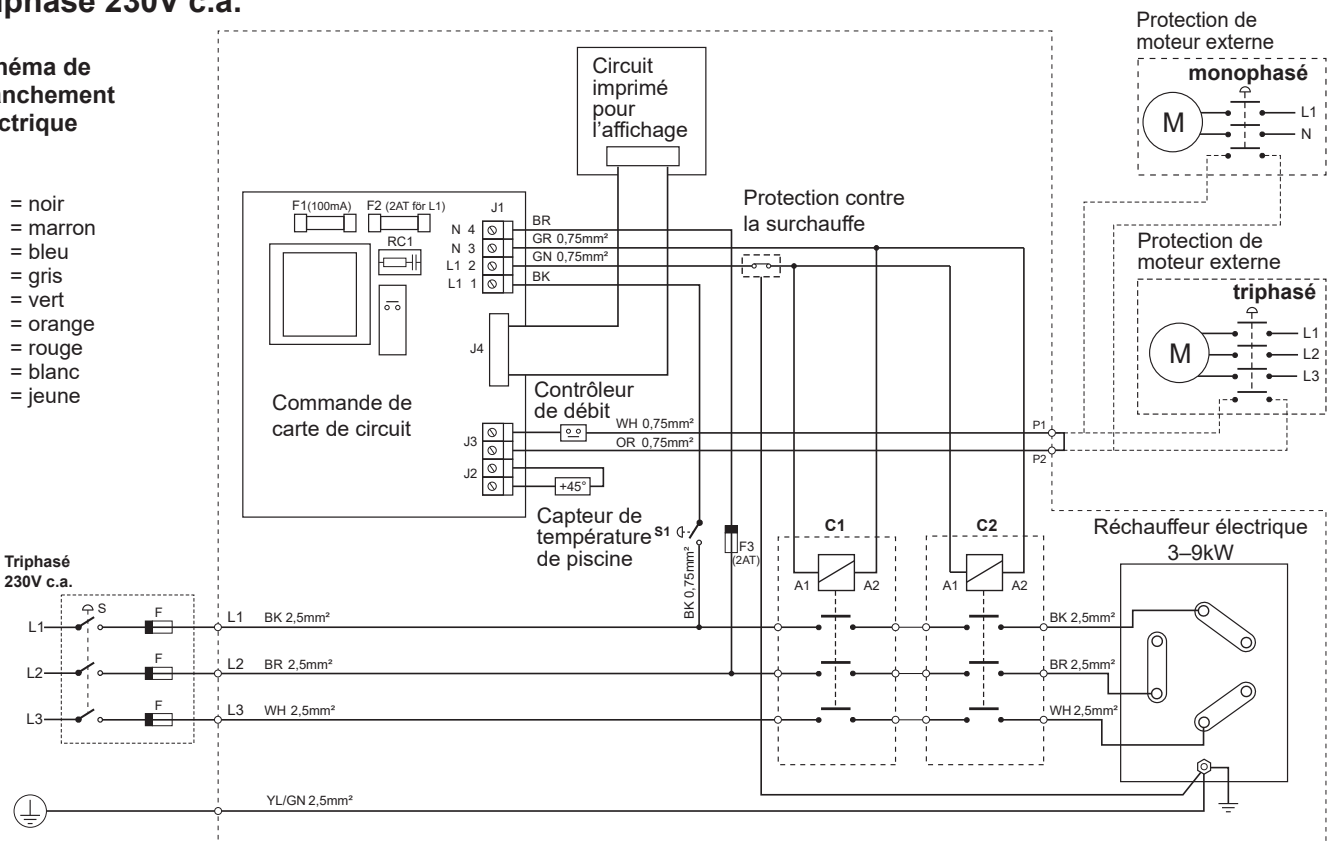 230V c.a.
de
électrique
= noir
= marron
= bleu
= gris
= vert
= orange
= rouge
= blanc
= jeune
Circuit
imprimé
pour
l'affichage
Protection de
moteur externe
monophasé
M
L1
N
Protection de
moteur externe
triphasé
M
L1
L2
L3
F1(100mA)
F2 (2AT för L1)
J1
RC1
N 4
N 3
L1 2
L1 1
BR
GR 0,75mm²
GN 0,75mm²
BK
Protection contre
la surchauffe
J4
Commande de
carte de circuit
Contrôleur
de débit
J3
J2
WH 0,75mm²
OR 0,75mm²
+45°
P1
P2
Capteur de
température
de piscine
S1
BK 0,75mm²
F3
(2AT)
C1
A1
A2
C2
A1
A2
Réchauffeur électrique
3–9kW
Triphasé
230V c.a.
S
F
L1
L1
BK 2,5mm²
BK 2,5mm²
F
L2
L2
BR 2,5mm²
BR 2,5mm²
F
L3
L3
WH 2,5mm²
WH 2,5mm²
YL/GN 2,5mm²